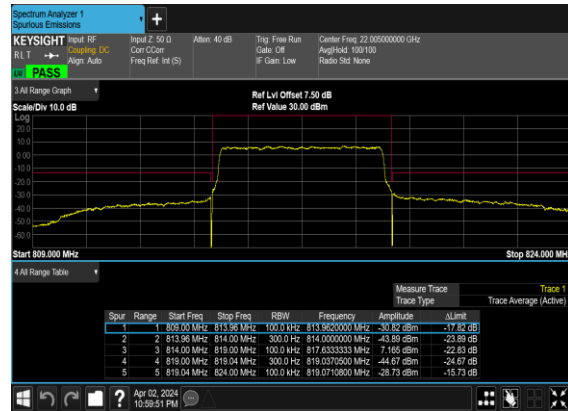 Spectrum Analyzer 1
Spurious Emissions
+
KEYSIGHT Input: RF
RLT Coupling: DC
Align: Auto
Input Z: 50 Ω
Corr CCorr
Freq Ref: Int (S)
Atten: 40 dB
Trig: Free Run
Gate: Off
IF Gain: Low
Center Freq: 22.005000000 GHz
Avg|Hold: 100/100
Radio Std: None
PASS
3 All Range Graph
Scale/Div 10.0 dB
Ref Lvl Offset 7.50 dB
Ref Value 30.00 dBm
Log
20.0
10.0
0.00
-10.0
-20.0
-30.0
-40.0
-50.0
-60.0
Start 809.000 MHz
Stop 824.000 MH
4 All Range Table
Measure Trace Trace 1
Trace Type Trace Average (Active)
Spur Range Start Freq Stop Freq RBW Frequency Amplitude ΔLimit
1 1 809.00 MHz 813.96 MHz 100.0 kHz 813.9620000 MHz -30.82 dBm -17.82 dB
2 2 813.96 MHz 814.00 MHz 300.0 Hz 814.0000000 MHz -43.89 dBm -23.89 dB
3 3 814.00 MHz 819.00 MHz 100.0 kHz 817.6333333 MHz 7.165 dBm -22.83 dB
4 4 819.00 MHz 819.04 MHz 300.0 Hz 819.0370500 MHz -44.67 dBm -24.67 dB
5 5 819.04 MHz 824.00 MHz 100.0 kHz 819.0710800 MHz -28.73 dBm -15.73 dB
?
Apr 02, 2024
10:59:51 PM